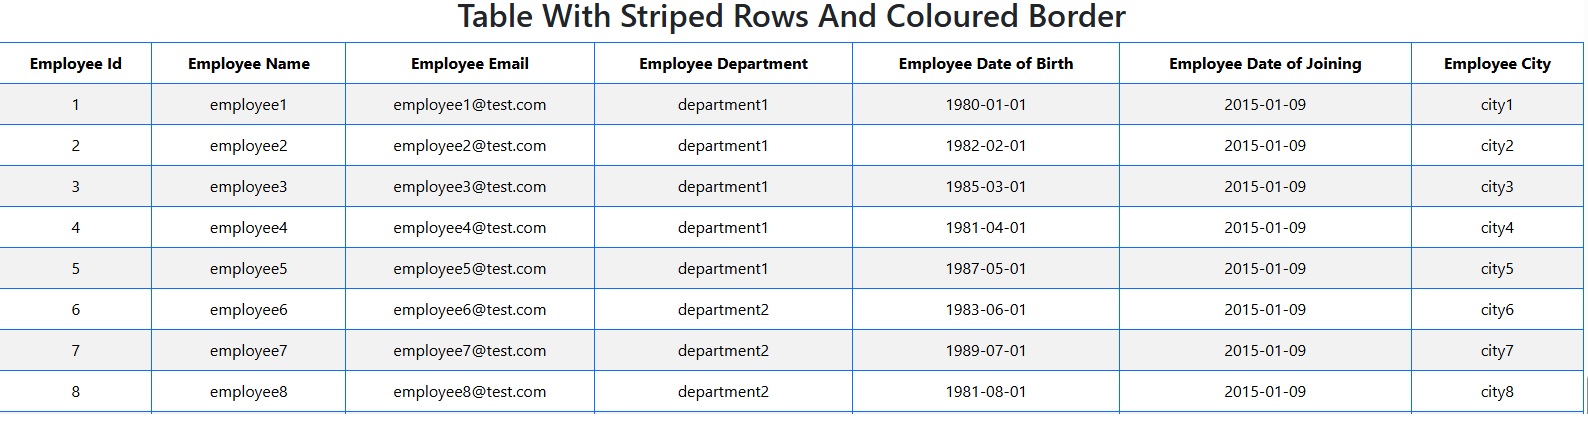 Table With Striped Rows And Coloured Border
Employee Id Employee Name Employee Email Employee Department Employee Date of Birth Employee Date of Joining Employee City
1 employee1 employee1@test.com department1 1980-01-01 2015-01-09 city1
2 employee2 employee2@test.com department1 1982-02-01 2015-01-09 city2
3 employee3 employee3@test.com department1 1985-03-01 2015-01-09 city3
4 employee4 employee4@test.com department1 1981-04-01 2015-01-09 city4
5 employee5 employee5@test.com department1 1987-05-01 2015-01-09 city5
6 employee6 employee6@test.com department2 1983-06-01 2015-01-09 city6
7 employee7 employee7@test.com department2 1989-07-01 2015-01-09 city7
8 employee8 employee8@test.com department2 1981-08-01 2015-01-09 city8